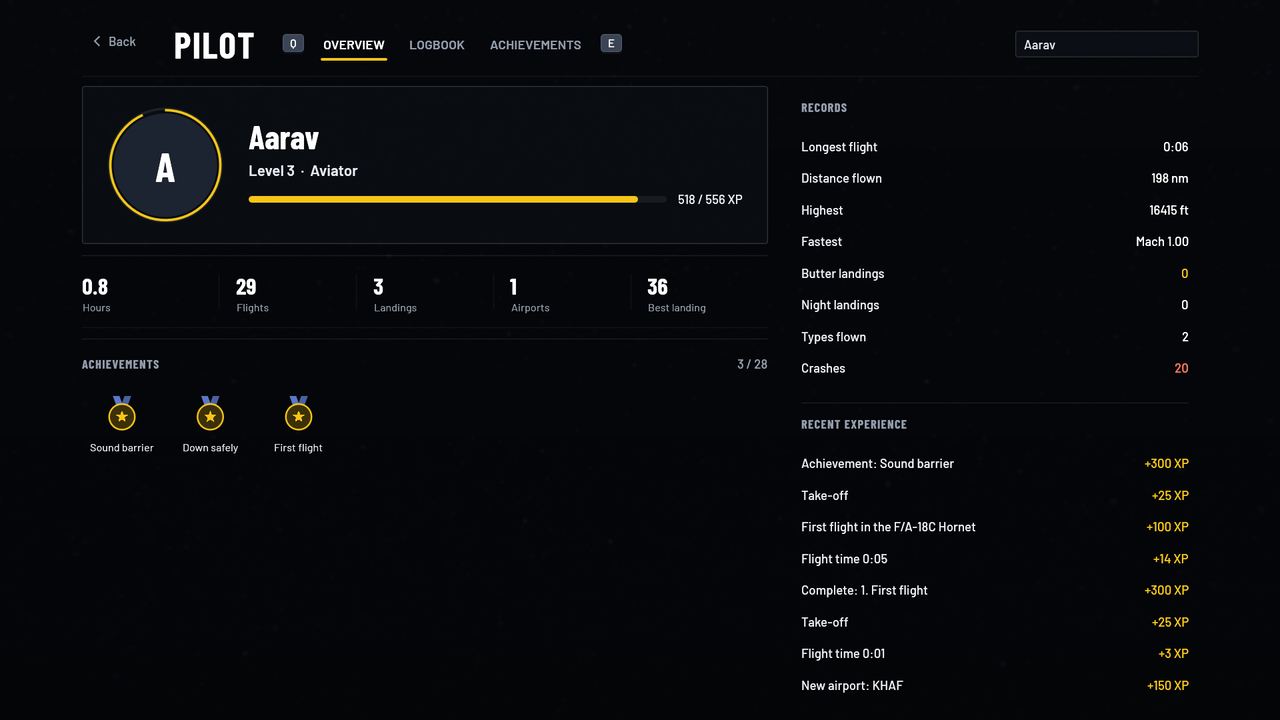 Back
PILOT
Q
OVERVIEW
LOGBOOK
ACHIEVEMENTS
E
Aarav
A
Aarav
Level 3 · Aviator
518 / 556 XP
0.8
Hours
29
Flights
3
Landings
1
Airports
36
Best landing
ACHIEVEMENTS
3 / 28
Sound barrier
Down safely
First flight
RECORDS
Longest flight 0:06
Distance flown 198 nm
Highest 16415 ft
Fastest Mach 1.00
Butter landings 0
Night landings 0
Types flown 2
Crashes 20
RECENT EXPERIENCE
Achievement: Sound barrier +300 XP
Take-off +25 XP
First flight in the F/A-18C Hornet +100 XP
Flight time 0:05 +14 XP
Complete: 1. First flight +300 XP
Take-off +25 XP
Flight time 0:01 +3 XP
New airport: KHAF +150 XP